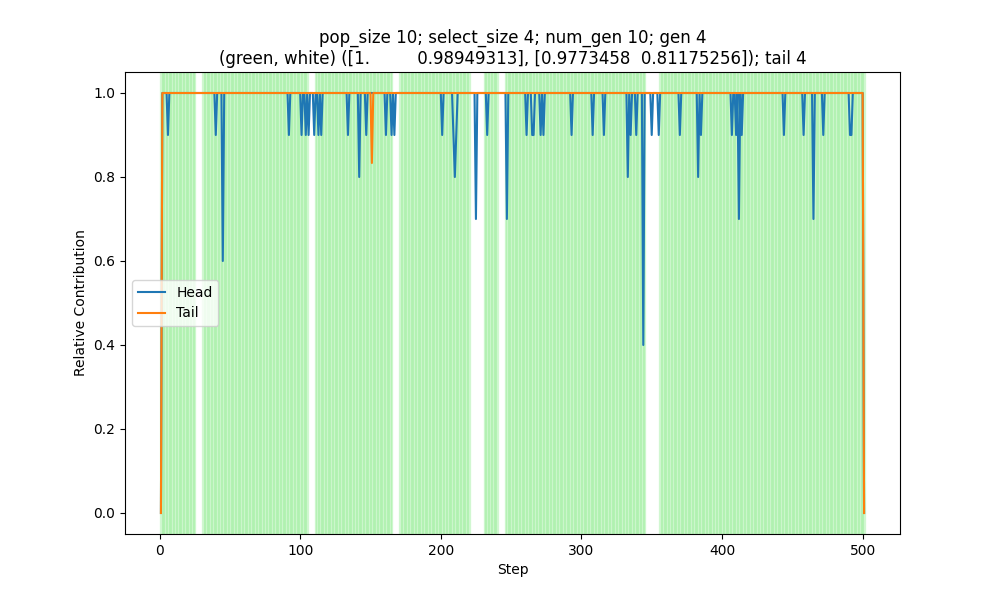 pop_size 10; select_size 4; num_gen 10; gen 4
(green, white) ([1. 0.98949313], [0.9773458 0.81175256]); tail 4
1.0
0.8
0.6
0.4
0.2
0.0
Relative Contribution
Head
Tail
0 100 200 300 400 500
Step